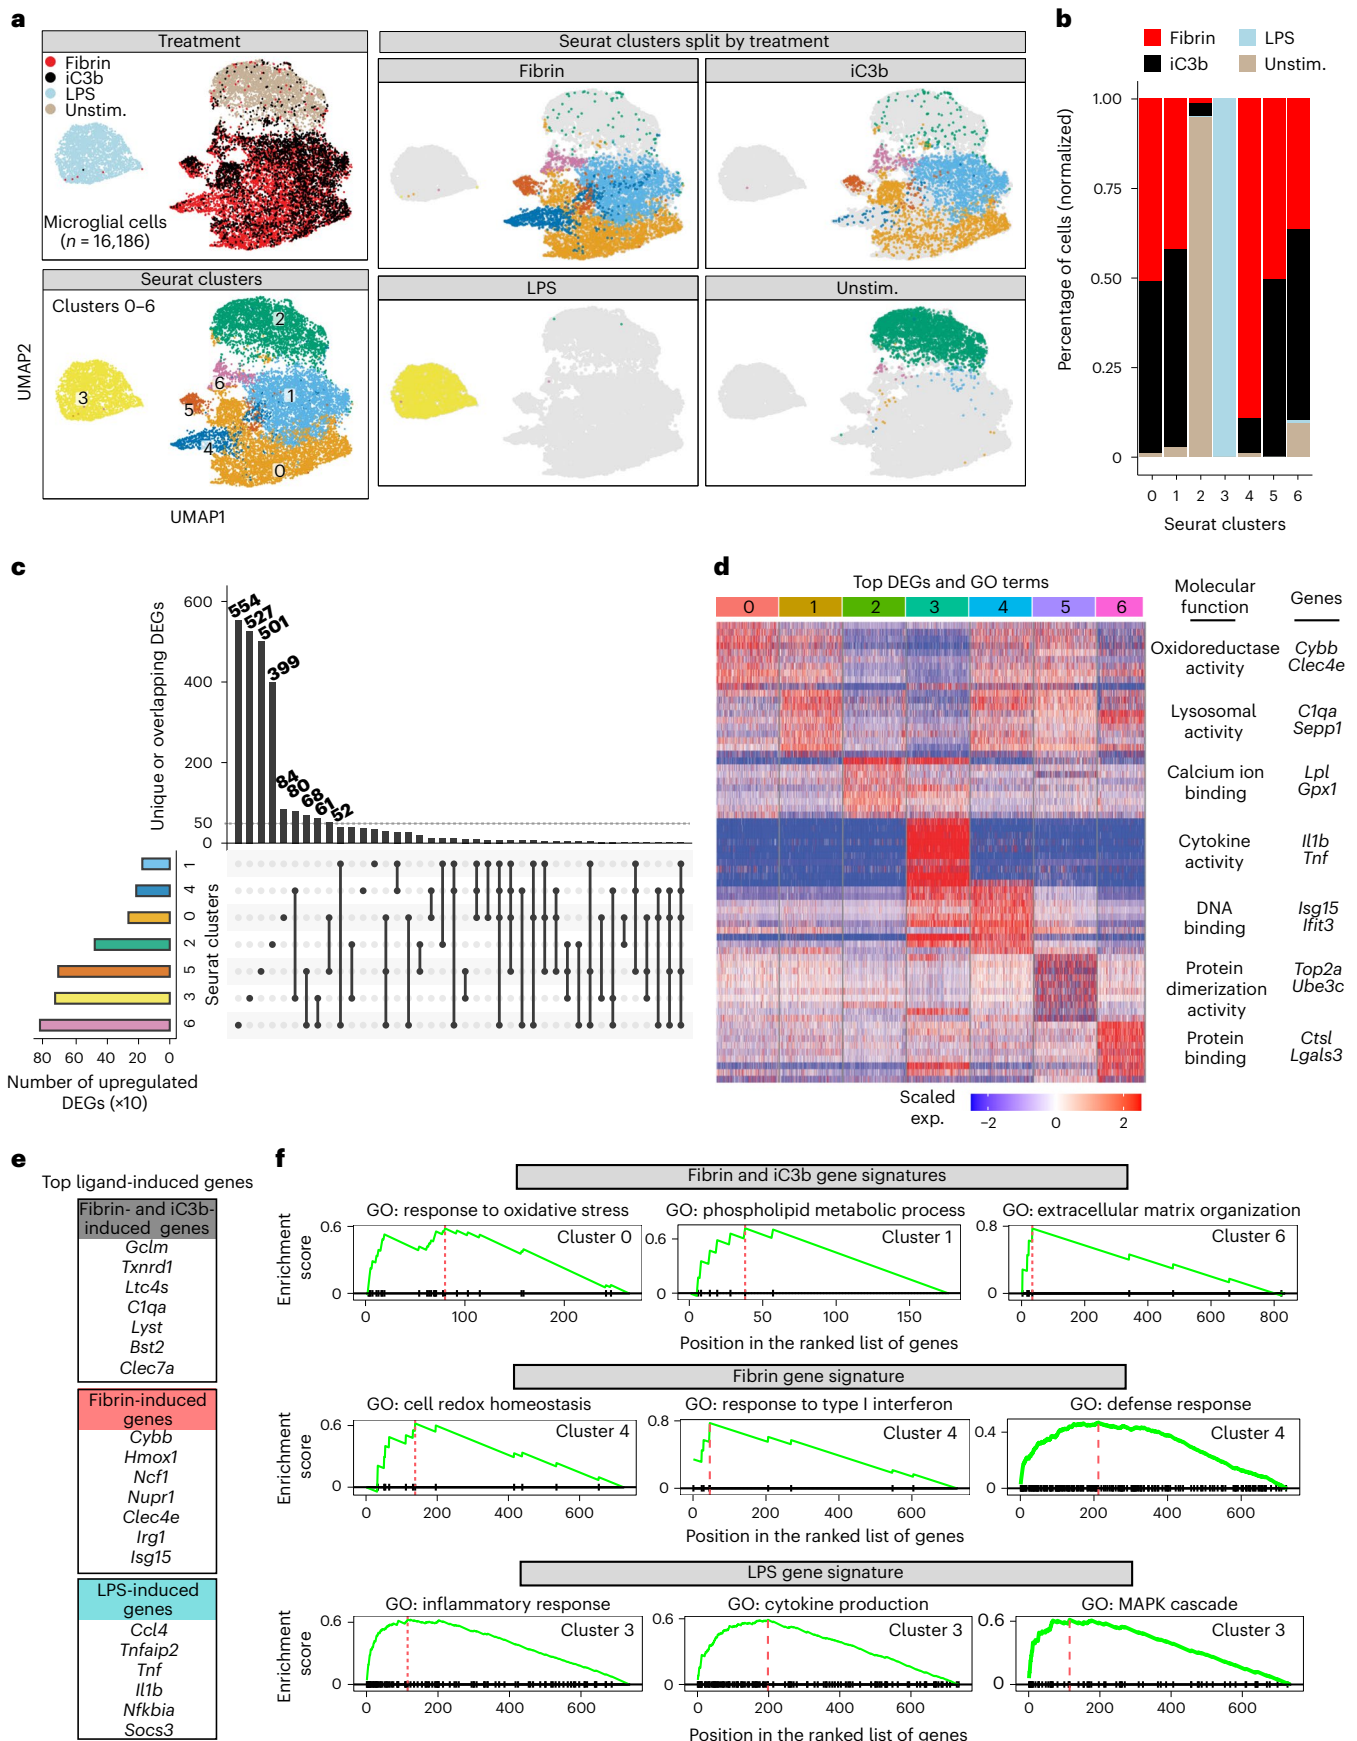 a
Treatment
Fibrin
iC3b
LPS
Unstim.
Microglial cells
(n = 16,186)
Seurat clusters split by treatment
Fibrin
iC3b
LPS
Unstim.
Seurat clusters
Clusters 0–6
2
3
6
1
5
4
0
UMAP2
UMAP1
b
Fibrin
LPS
iC3b
Unstim.
Percentage of cells (normalized)
1.00
0.75
0.50
0.25
0
0 1 2 3 4 5 6
Seurat clusters
c
Unique or overlapping DEGs
600
400
200
50
0
554
527
501
399
84
80
68
61
52
Seurat clusters
1
4
0
2
5
3
6
80 60 40 20 0
Number of upregulated
DEGs (×10)
d
Top DEGs and GO terms
0 1 2 3 4 5 6
Molecular
function
Genes
Oxidoreductase
activity
Cybb
Clec4e
Lysosomal
activity
C1qa
Sepp1
Calcium ion
binding
Lpl
Gpx1
Cytokine
activity
Il1b
Tnf
DNA
binding
Isg15
Ifit3
Protein
dimerization
activity
Top2a
Ube3c
Protein
binding
Ctsl
Lgals3
Scaled
exp.
−2 0 2
e
Top ligand-induced genes
Fibrin- and iC3b-
induced genes
Gclm
Txnrd1
Ltc4s
C1qa
Lyst
Bst2
Clec7a
Fibrin-induced
genes
Cybb
Hmox1
Ncf1
Nupr1
Clec4e
Irg1
Isg15
LPS-induced
genes
Ccl4
Tnfaip2
Tnf
Il1b
Nfkbia
Socs3
f
Fibrin and iC3b gene signatures
GO: response to oxidative stress
Enrichment
score
0.6
0
Cluster 0
0 100 200
GO: phospholipid metabolic process
0.6
0
Cluster 1
0 50 100 150
GO: extracellular matrix organization
0.8
0
Cluster 6
0 200 400 600 800
Position in the ranked list of genes
Fibrin gene signature
GO: cell redox homeostasis
Enrichment
score
0.6
0
Cluster 4
0 200 400 600
GO: response to type I interferon
0.8
0
Cluster 4
0 200 400 600
GO: defense response
0.4
0
Cluster 4
0 200 400 600
Position in the ranked list of genes
LPS gene signature
GO: inflammatory response
Enrichment
score
0.6
0
Cluster 3
0 200 400 600
GO: cytokine production
0.6
0
Cluster 3
0 200 400 600
GO: MAPK cascade
0.6
0
Cluster 3
0 200 400 600
Position in the ranked list of genes